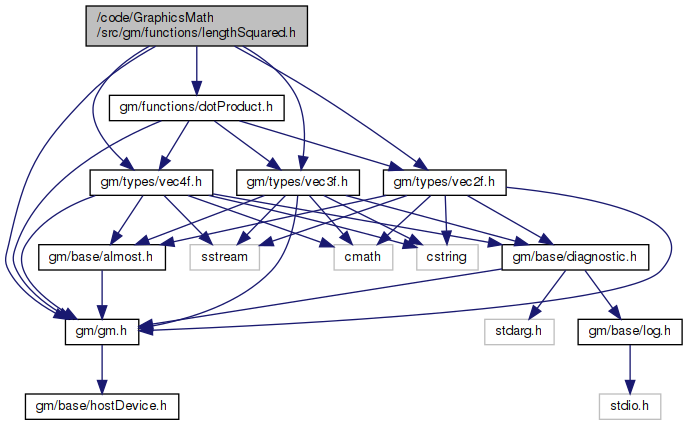 /code/GraphicsMath
/src/gm/functions/lengthSquared.h
gm/functions/dotProduct.h
gm/types/vec4f.h
gm/types/vec3f.h
gm/types/vec2f.h
gm/base/almost.h
sstream
cmath
cstring
gm/base/diagnostic.h
gm/gm.h
stdarg.h
gm/base/log.h
gm/base/hostDevice.h
stdio.h